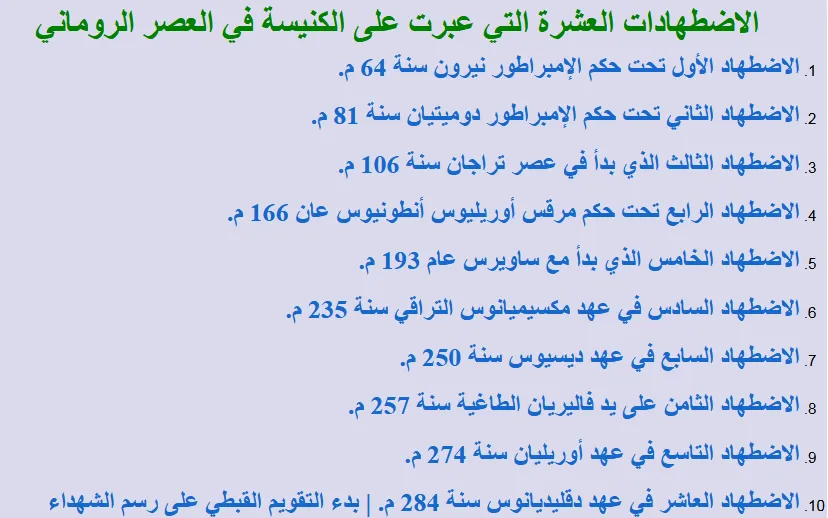 الاضطهادات العشرة التي عبرت على الكنيسة في العصر الروماني
1. الاضطهاد الأول تحت حكم الإمبراطور نيرون سنة 64 م.
2. الاضطهاد الثاني تحت حكم الإمبراطور دوميتيان سنة 81 م.
3. الاضطهاد الثالث الذي بدأ في عصر تراجان سنة 106 م.
4. الاضطهاد الرابع تحت حكم مرقس أوريليوس أنطونيوس عان 166 م.
5. الاضطهاد الخامس الذي بدأ مع ساويرس عام 193 م.
6. الاضطهاد السادس في عهد مكسيميانوس التراقي سنة 235 م.
7. الاضطهاد السابع في عهد ديسيوس سنة 250 م.
8. الاضطهاد الثامن على يد فاليريان الطاغية سنة 257 م.
9. الاضطهاد التاسع في عهد أوريليان سنة 274 م.
10. الاضطهاد العاشر في عهد دقليديانوس سنة 284 م. | بدء التقويم القبطي على رسم الشهداء